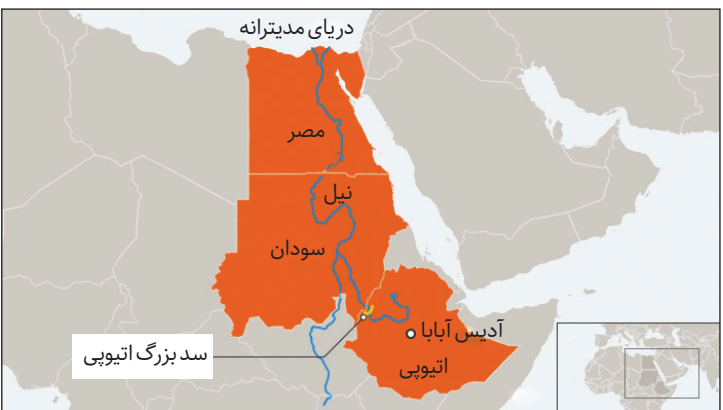 دریای مدیترانه
مصر
نیل
سودان
آدیس آبابا
سد بزرگ اتیوپی
اتیوپی